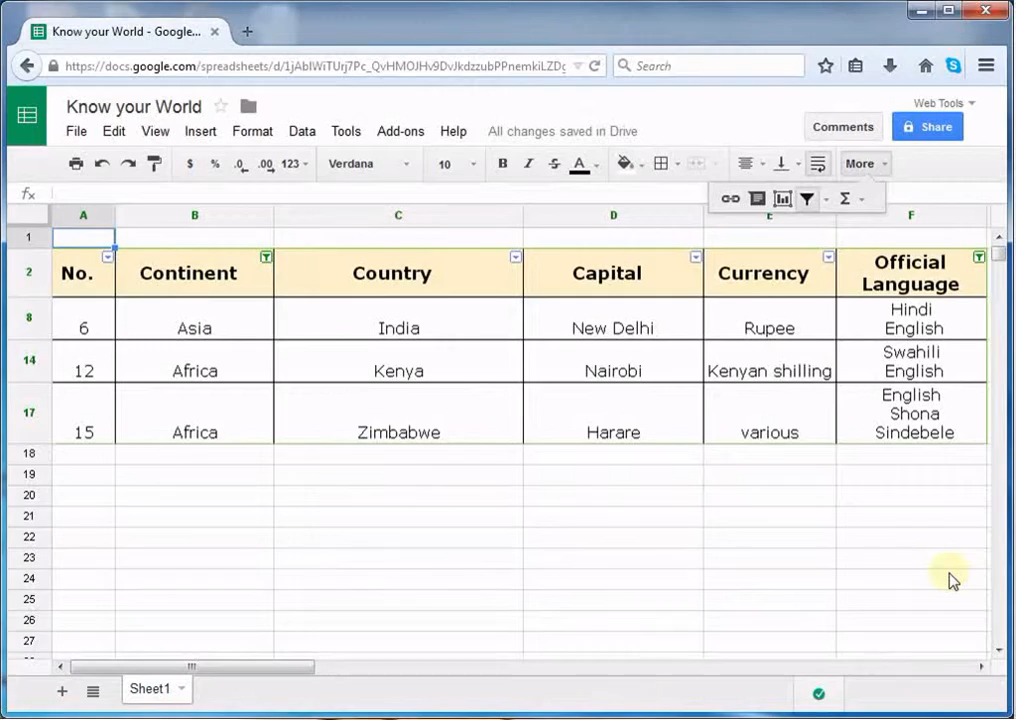 Know your World - Google...
https://docs.google.com/spreadsheets/d/1jAbIWiTUrj7Pc_QvHMOJHv9DvJkdzzubPPnemkiLZDg
Search
Know your World
Web Tools
File Edit View Insert Format Data Tools Add-ons Help All changes saved in Drive
Comments Share
$ % .0 .00 123 Verdana 10 B I S A More
Σ
fx
A B C D E F
1
2 No. Continent Country Capital Currency Official
Language
8 6 Asia India New Delhi Rupee Hindi
English
14 12 Africa Kenya Nairobi Kenyan shilling Swahili
English
17 15 Africa Zimbabwe Harare various English
Shona
Sindebele
18
19
20
21
22
23
24
25
26
27
Sheet1